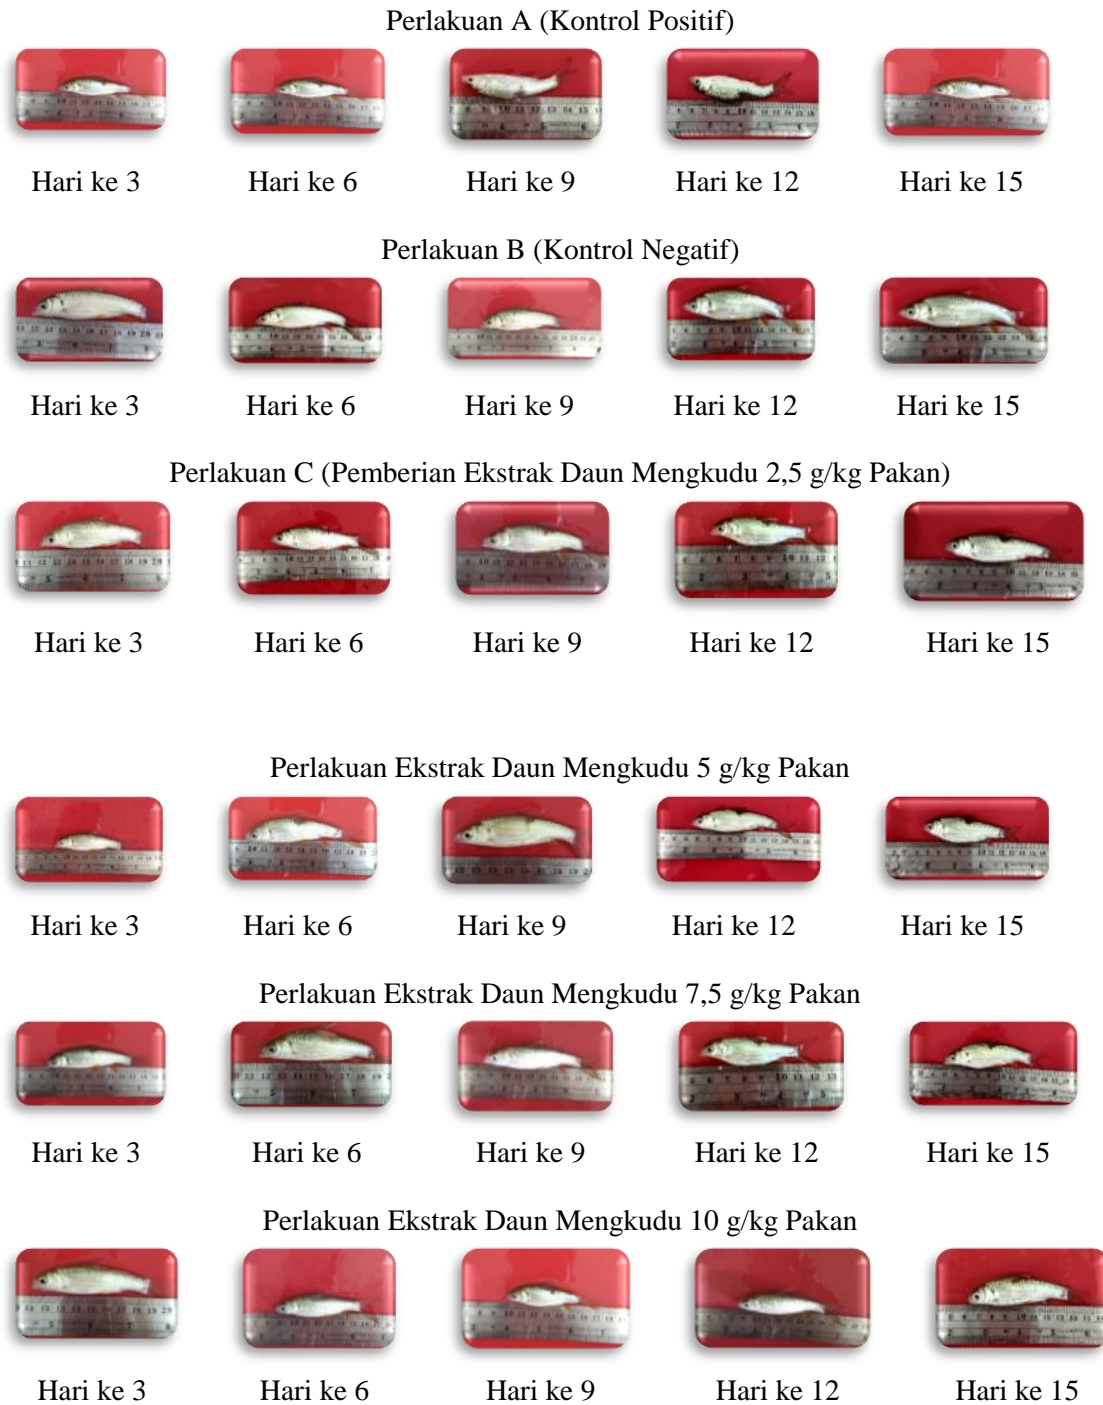 Perlakuan A (Kontrol Positif)
Hari ke 3 Hari ke 6 Hari ke 9 Hari ke 12 Hari ke 15
Perlakuan B (Kontrol Negatif)
Hari ke 3 Hari ke 6 Hari ke 9 Hari ke 12 Hari ke 15
Perlakuan C (Pemberian Ekstrak Daun Mengkudu 2,5 g/kg Pakan)
Hari ke 3 Hari ke 6 Hari ke 9 Hari ke 12 Hari ke 15
Perlakuan Ekstrak Daun Mengkudu 5 g/kg Pakan
Hari ke 3 Hari ke 6 Hari ke 9 Hari ke 12 Hari ke 15
Perlakuan Ekstrak Daun Mengkudu 7,5 g/kg Pakan
Hari ke 3 Hari ke 6 Hari ke 9 Hari ke 12 Hari ke 15
Perlakuan Ekstrak Daun Mengkudu 10 g/kg Pakan
Hari ke 3 Hari ke 6 Hari ke 9 Hari ke 12 Hari ke 15